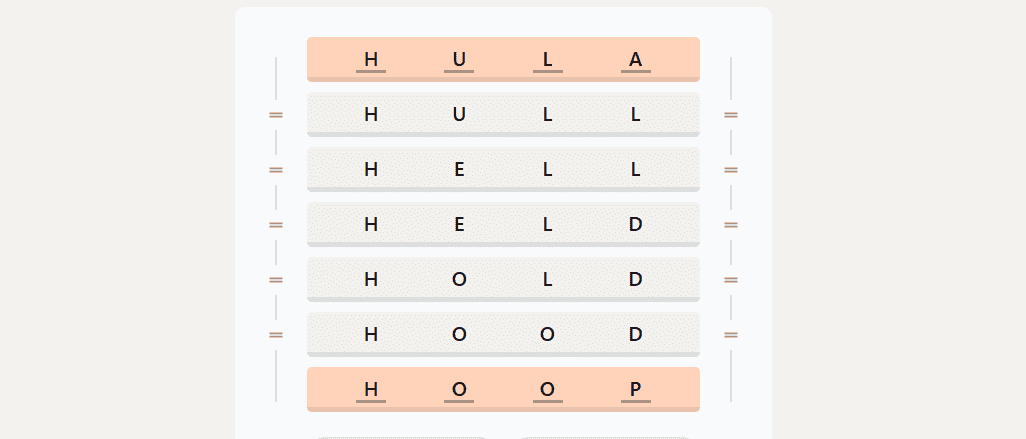 H U L A
H U L L
H E L L
H E L D
H O L D
H O O D
H O O P